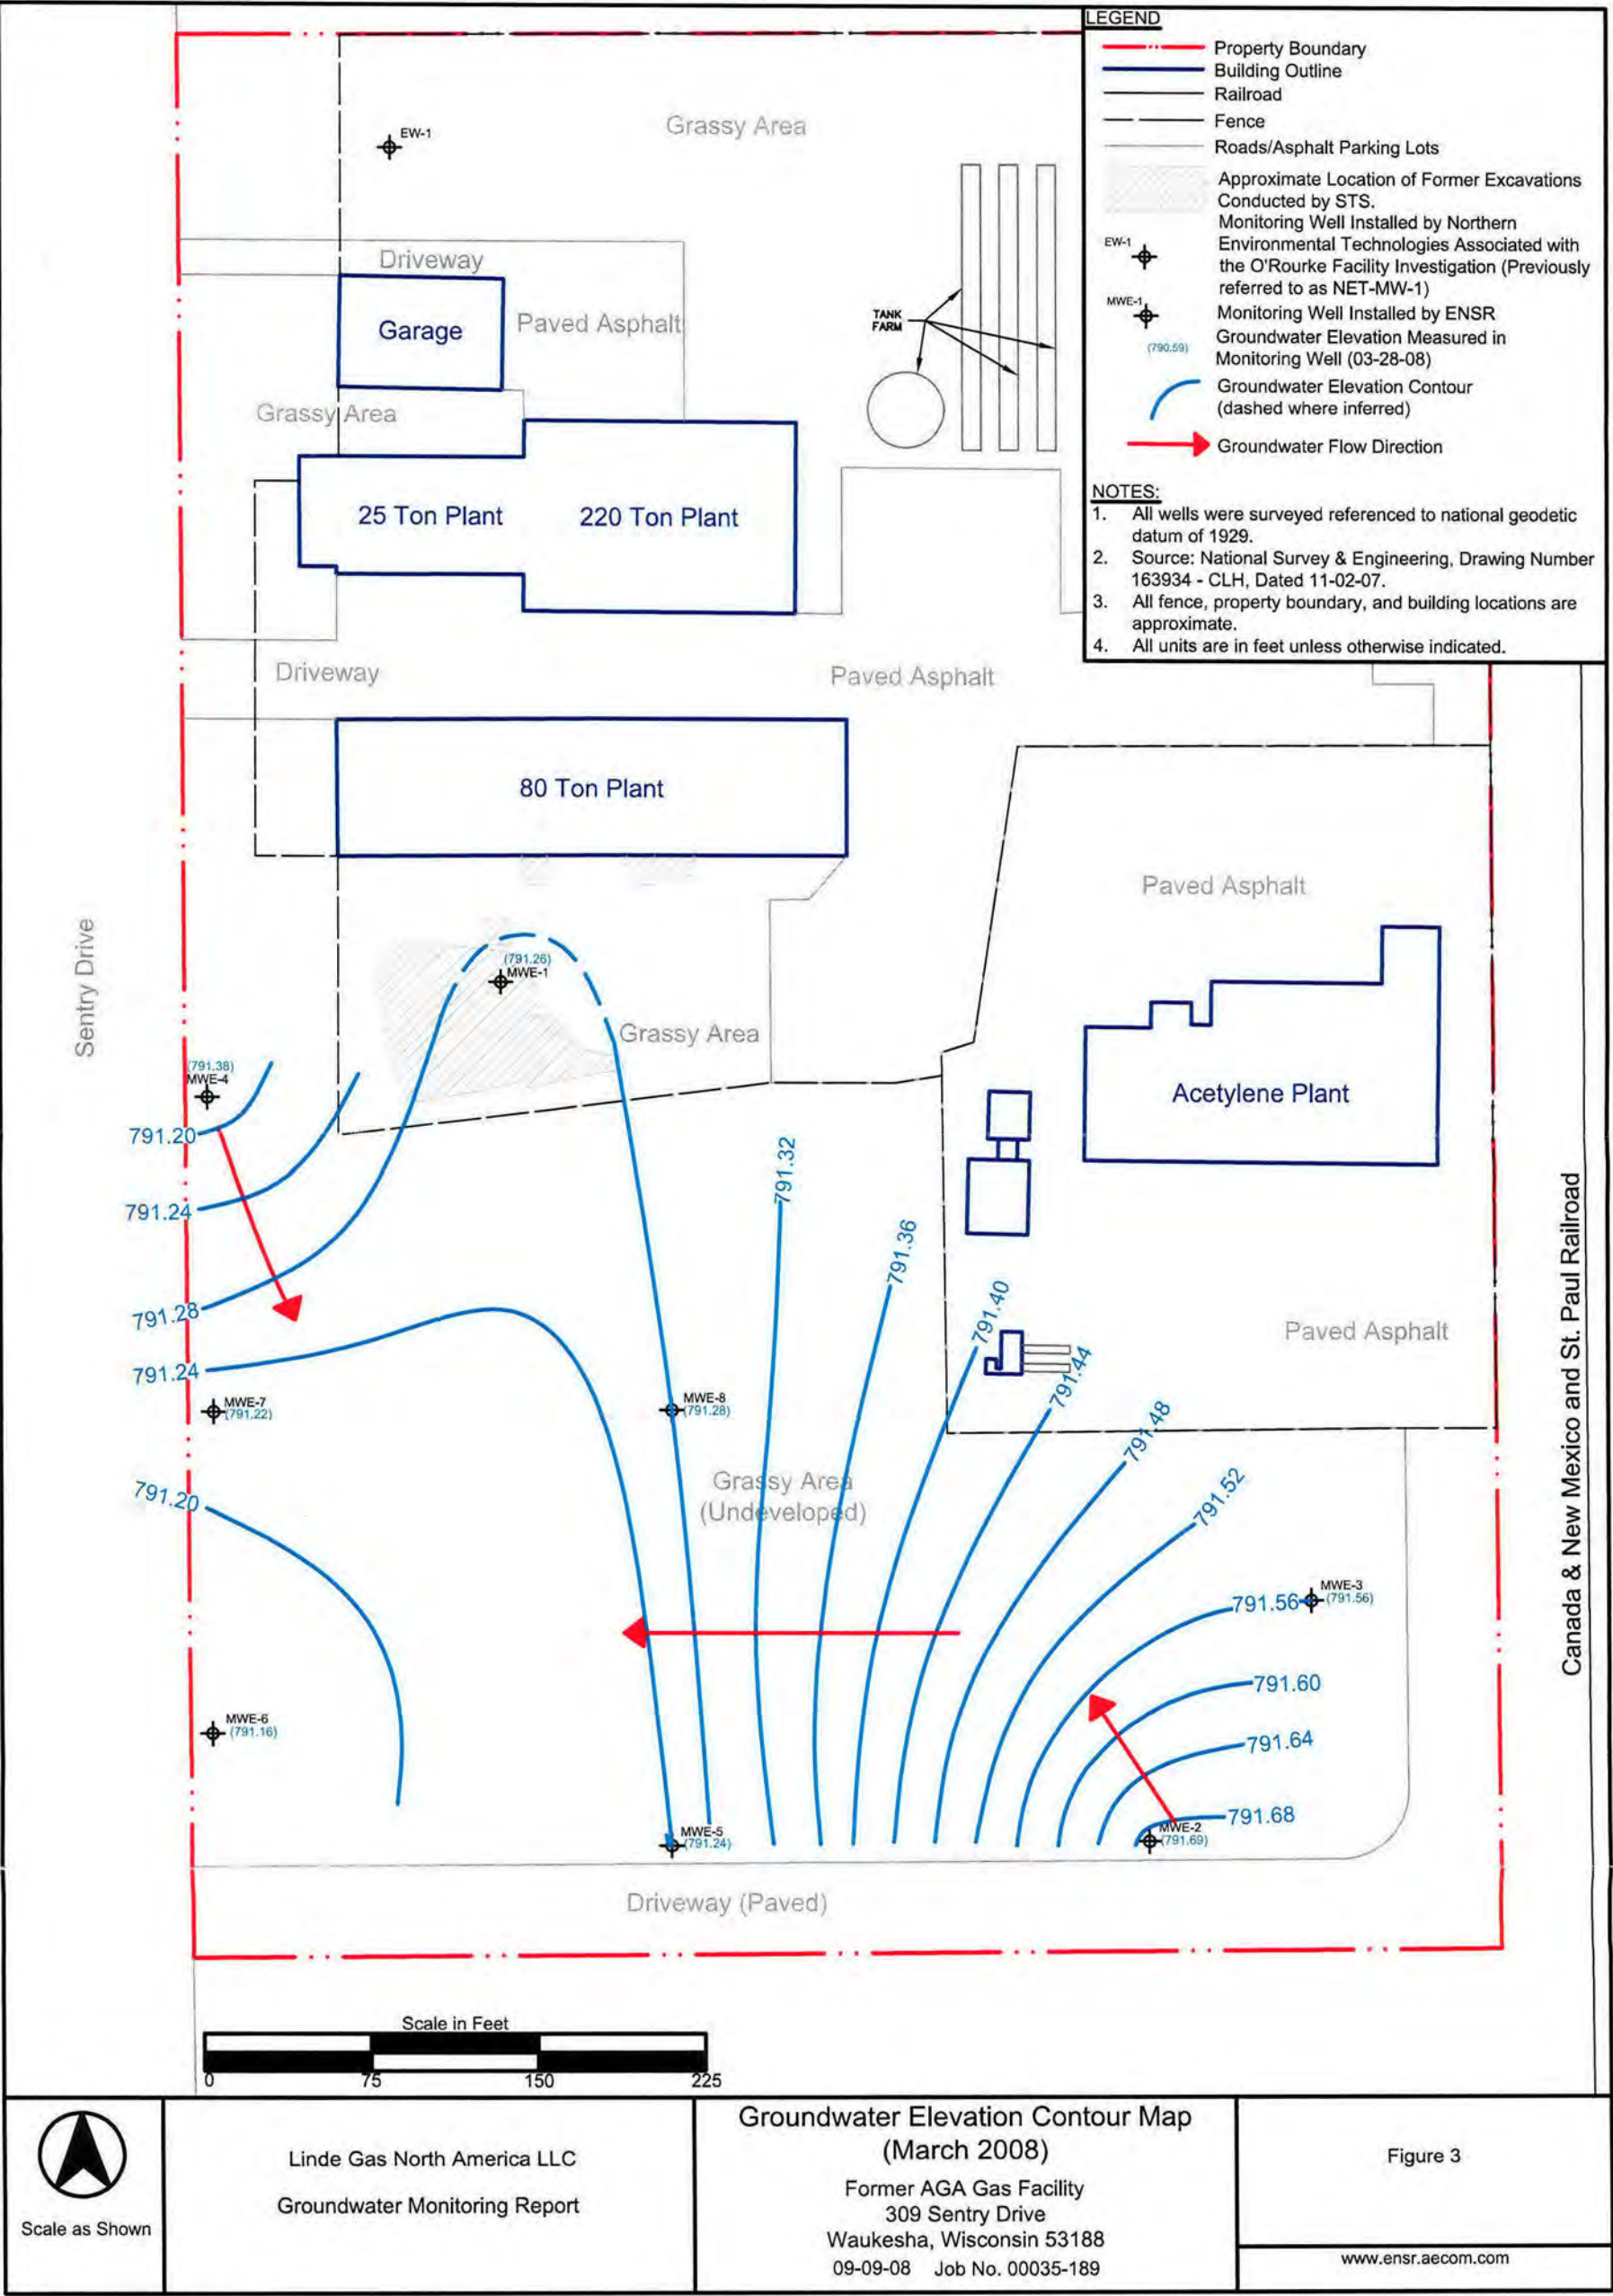 LEGEND
Property Boundary
Building Outline
Railroad
Fence
Roads/Asphalt Parking Lots
Approximate Location of Former Excavations
Conducted by STS.
EW-1
Monitoring Well Installed by Northern
Environmental Technologies Associated with
the O'Rourke Facility Investigation (Previously
referred to as NET-MW-1)
MWE-1
Monitoring Well Installed by ENSR
(790.59)
Groundwater Elevation Measured in
Monitoring Well (03-28-08)
Groundwater Elevation Contour
(dashed where inferred)
Groundwater Flow Direction
NOTES:
1. All wells were surveyed referenced to national geodetic
datum of 1929.
2. Source: National Survey & Engineering, Drawing Number
163934 - CLH, Dated 11-02-07.
3. All fence, property boundary, and building locations are
approximate.
4. All units are in feet unless otherwise indicated.
EW-1
Grassy Area
Driveway
Garage
Paved Asphalt
TANK
FARM
Grassy Area
25 Ton Plant
220 Ton Plant
Driveway
Paved Asphalt
80 Ton Plant
Paved Asphalt
Sentry Drive
(791.26)
MWE-1
Grassy Area
(791.38)
MWE-4
Acetylene Plant
791.20
791.32
791.24
791.36
791.28
791.40
Paved Asphalt
791.24
791.44
MWE-7
(791.22)
MWE-8
(791.28)
791.48
Grassy Area
(Undeveloped)
791.20
791.52
Canada & New Mexico and St. Paul Railroad
791.56
MWE-3
(791.56)
791.60
MWE-6
(791.16)
791.64
791.68
MWE-5
(791.24)
MWE-2
(791.69)
Driveway (Paved)
Scale in Feet
0 75 150 225
Scale as Shown
Linde Gas North America LLC
Groundwater Monitoring Report
Groundwater Elevation Contour Map
(March 2008)
Former AGA Gas Facility
309 Sentry Drive
Waukesha, Wisconsin 53188
09-09-08 Job No. 00035-189
Figure 3
www.ensr.aecom.com